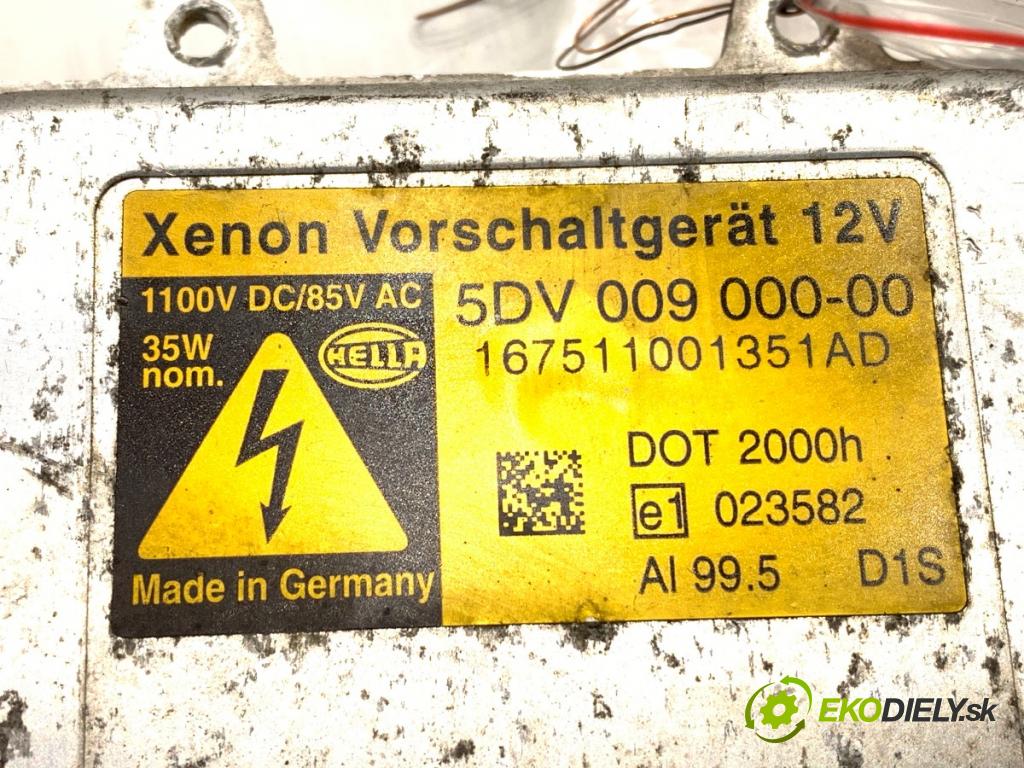 Xenon Vorschaltgerät 12V
1100V DC/85V AC
35W
nom.
HELLA
Made in Germany
5DV 009 000-00
167511001351AD
DOT 2000h
e1 023582
Al 99.5 D1S
EKODIELY.sk